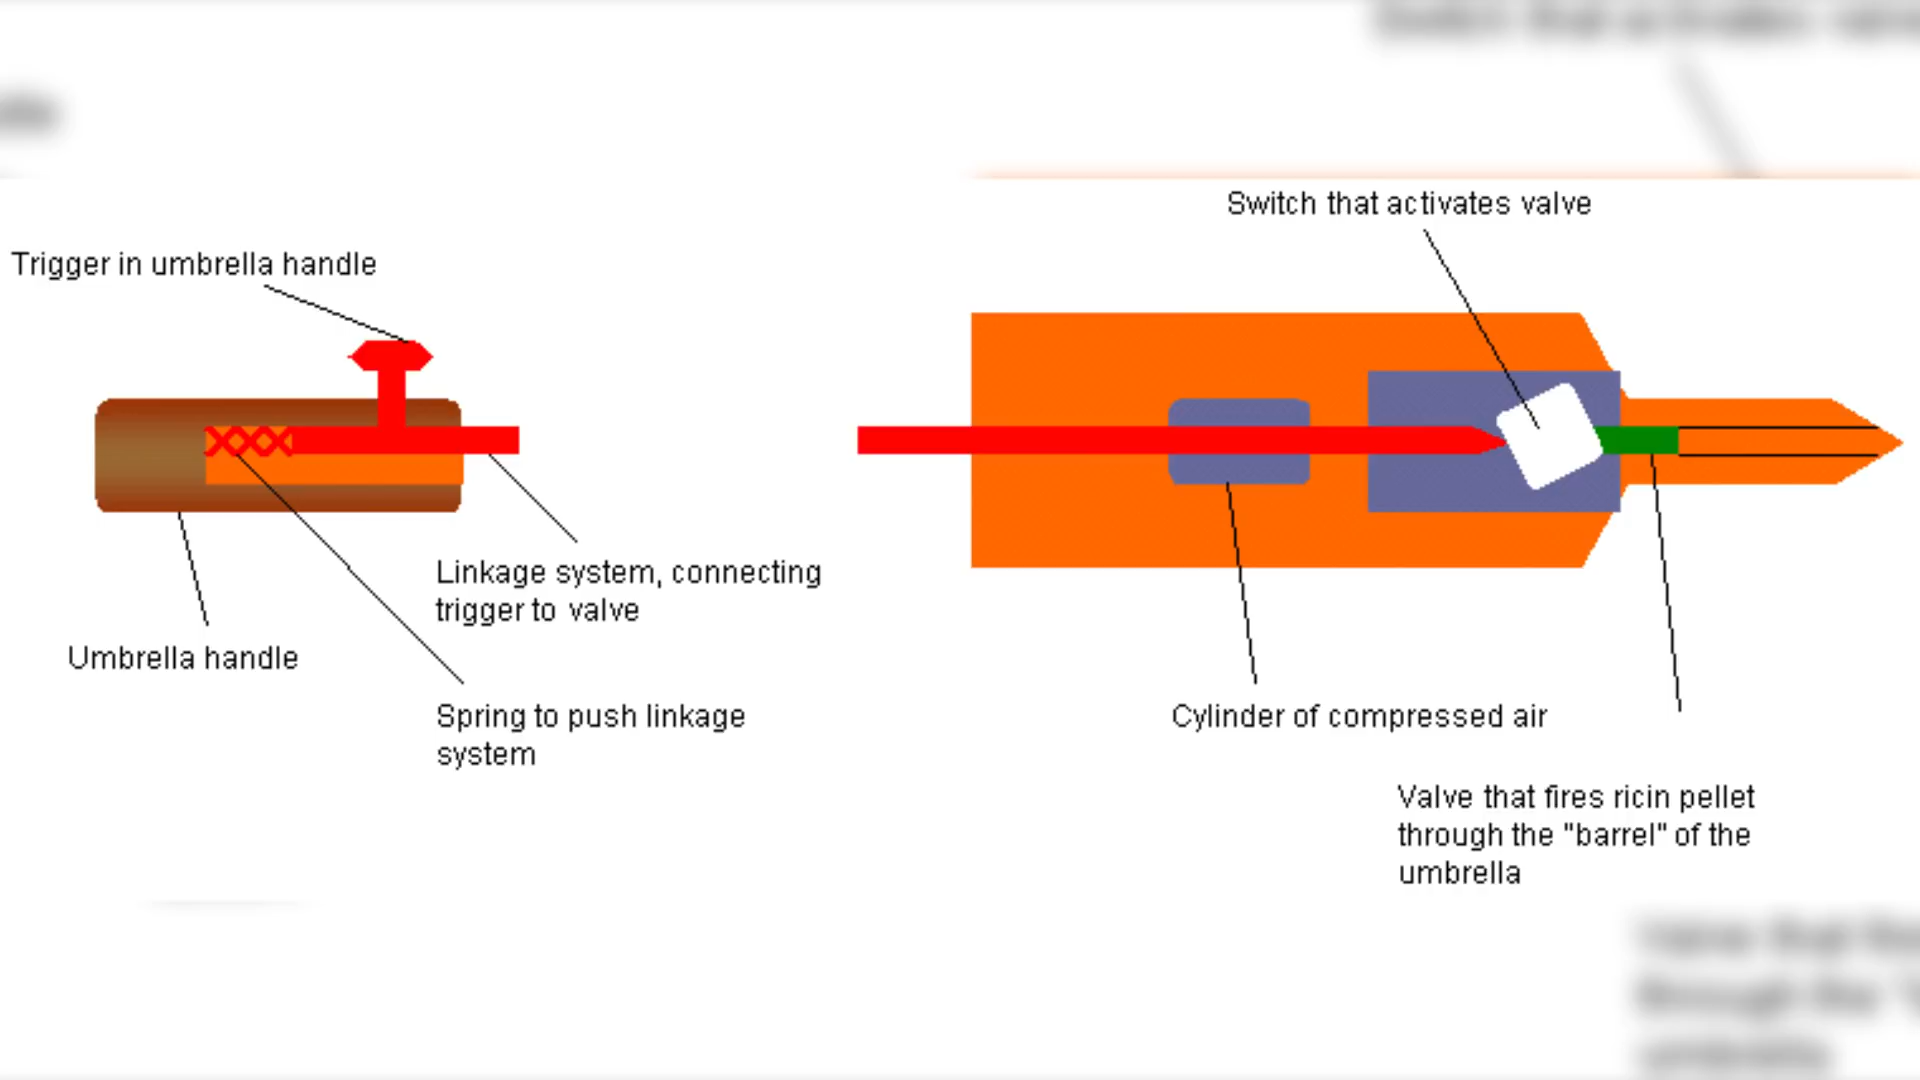 Switch that activates valve
Trigger in umbrella handle
Linkage system, connecting
trigger to valve
Umbrella handle
Spring to push linkage
system
Cylinder of compressed air
Valve that fires ricin pellet
through the "barrel" of the
umbrella